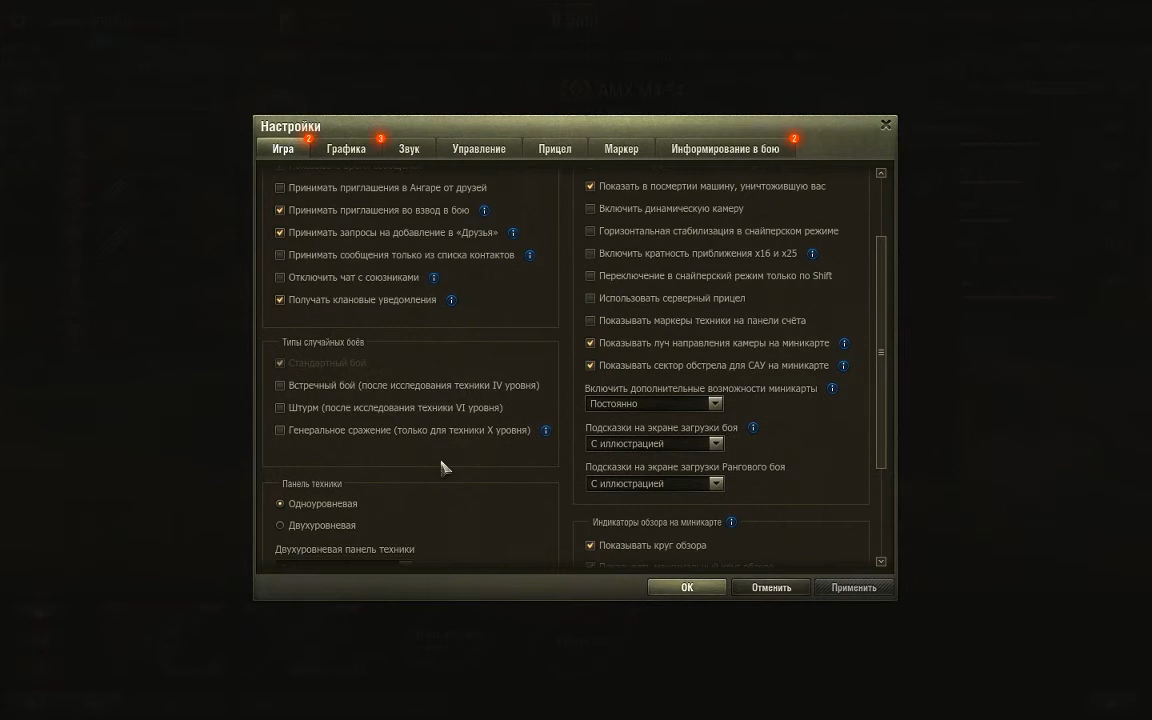 Настройки
2
3
2
Игра
Графика
Звук
Управление
Прицел
Маркер
Информирование в бою
Принимать приглашения в Ангаре от друзей
Принимать приглашения во взвод в бою
Принимать запросы на добавление в «Друзья»
Принимать сообщения только из списка контактов
Отключить чат с союзниками
Получать клановые уведомления
Типы случайных боёв
Стандартный бой
Встречный бой (после исследования техники IV уровня)
Штурм (после исследования техники VI уровня)
Генеральное сражение (только для техники X уровня)
Панель техники
Одноуровневая
Двухуровневая
Двухуровневая панель техники
Показать в посмертии машину, уничтожившую вас
Включить динамическую камеру
Горизонтальная стабилизация в снайперском режиме
Включить кратность приближения x16 и x25
Переключение в снайперский режим только по Shift
Использовать серверный прицел
Показывать маркеры техники на панели счёта
Показывать луч направления камеры на миникарте
Показывать сектор обстрела для САУ на миникарте
Включить дополнительные возможности миникарты
Постоянно
Подсказки на экране загрузки боя
С иллюстрацией
Подсказки на экране загрузки Рангового боя
С иллюстрацией
Индикаторы обзора на миникарте
Показывать круг обзора
OK
Отменить
Применить